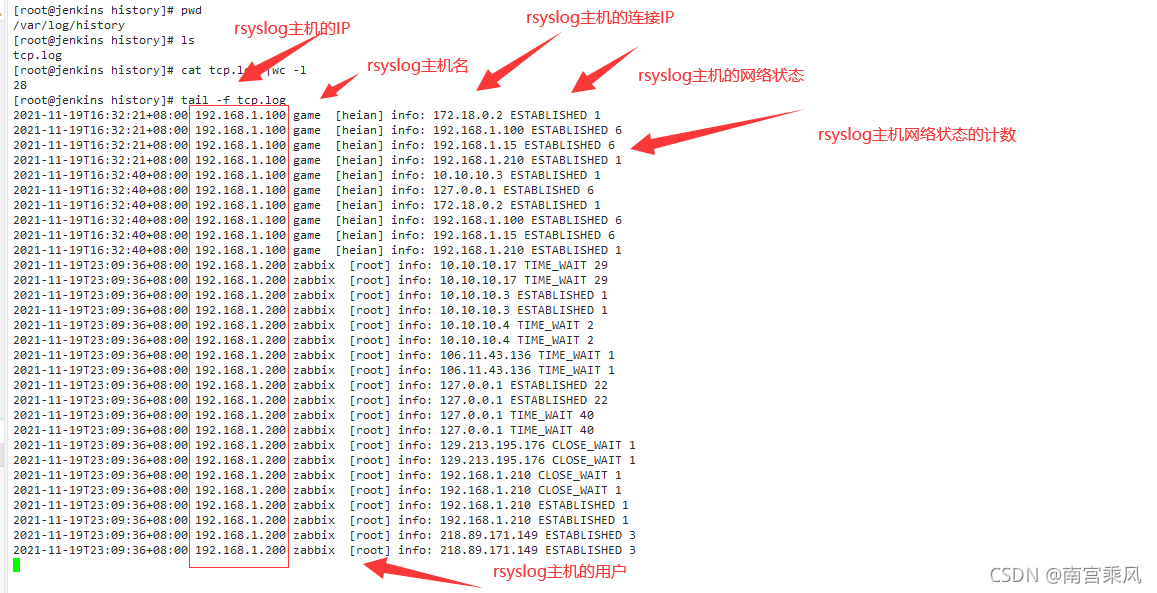 [root@jenkins history]# pwd
/var/log/history
rsyslog主机的IP
rsyslog主机的连接IP
[root@jenkins history]# ls
tcp.log
rsyslog主机名
rsyslog主机的网络状态
[root@jenkins history]# cat tcp.l wc -l
28
[root@jenkins history]# tail -f tcp.log
2021-11-19T16:32:21+08:00 192.168.1.100 game [heian] info: 172.18.0.2 ESTABLISHED 1
2021-11-19T16:32:21+08:00 192.168.1.100 game [heian] info: 192.168.1.100 ESTABLISHED 6
rsyslog主机网络状态的计数
2021-11-19T16:32:21+08:00 192.168.1.100 game [heian] info: 192.168.1.15 ESTABLISHED 6
2021-11-19T16:32:21+08:00 192.168.1.100 game [heian] info: 192.168.1.210 ESTABLISHED 1
2021-11-19T16:32:40+08:00 192.168.1.100 game [heian] info: 10.10.10.3 ESTABLISHED 1
2021-11-19T16:32:40+08:00 192.168.1.100 game [heian] info: 127.0.0.1 ESTABLISHED 6
2021-11-19T16:32:40+08:00 192.168.1.100 game [heian] info: 172.18.0.2 ESTABLISHED 1
2021-11-19T16:32:40+08:00 192.168.1.100 game [heian] info: 192.168.1.100 ESTABLISHED 6
2021-11-19T16:32:40+08:00 192.168.1.100 game [heian] info: 192.168.1.15 ESTABLISHED 6
2021-11-19T16:32:40+08:00 192.168.1.100 game [heian] info: 192.168.1.210 ESTABLISHED 1
2021-11-19T23:09:36+08:00 192.168.1.200 zabbix [root] info: 10.10.10.17 TIME_WAIT 29
2021-11-19T23:09:36+08:00 192.168.1.200 zabbix [root] info: 10.10.10.17 TIME_WAIT 29
2021-11-19T23:09:36+08:00 192.168.1.200 zabbix [root] info: 10.10.10.3 ESTABLISHED 1
2021-11-19T23:09:36+08:00 192.168.1.200 zabbix [root] info: 10.10.10.3 ESTABLISHED 1
2021-11-19T23:09:36+08:00 192.168.1.200 zabbix [root] info: 10.10.10.4 TIME_WAIT 2
2021-11-19T23:09:36+08:00 192.168.1.200 zabbix [root] info: 10.10.10.4 TIME_WAIT 2
2021-11-19T23:09:36+08:00 192.168.1.200 zabbix [root] info: 106.11.43.136 TIME_WAIT 1
2021-11-19T23:09:36+08:00 192.168.1.200 zabbix [root] info: 106.11.43.136 TIME_WAIT 1
2021-11-19T23:09:36+08:00 192.168.1.200 zabbix [root] info: 127.0.0.1 ESTABLISHED 22
2021-11-19T23:09:36+08:00 192.168.1.200 zabbix [root] info: 127.0.0.1 ESTABLISHED 22
2021-11-19T23:09:36+08:00 192.168.1.200 zabbix [root] info: 127.0.0.1 TIME_WAIT 40
2021-11-19T23:09:36+08:00 192.168.1.200 zabbix [root] info: 127.0.0.1 TIME_WAIT 40
2021-11-19T23:09:36+08:00 192.168.1.200 zabbix [root] info: 129.213.195.176 CLOSE_WAIT 1
2021-11-19T23:09:36+08:00 192.168.1.200 zabbix [root] info: 129.213.195.176 CLOSE_WAIT 1
2021-11-19T23:09:36+08:00 192.168.1.200 zabbix [root] info: 192.168.1.210 CLOSE_WAIT 1
2021-11-19T23:09:36+08:00 192.168.1.200 zabbix [root] info: 192.168.1.210 CLOSE_WAIT 1
2021-11-19T23:09:36+08:00 192.168.1.200 zabbix [root] info: 192.168.1.210 ESTABLISHED 1
2021-11-19T23:09:36+08:00 192.168.1.200 zabbix [root] info: 192.168.1.210 ESTABLISHED 1
2021-11-19T23:09:36+08:00 192.168.1.200 zabbix [root] info: 218.89.171.149 ESTABLISHED 3
2021-11-19T23:09:36+08:00 192.168.1.200 zabbix [root] info: 218.89.171.149 ESTABLISHED 3
rsyslog主机的用户
CSDN @南宫乘风